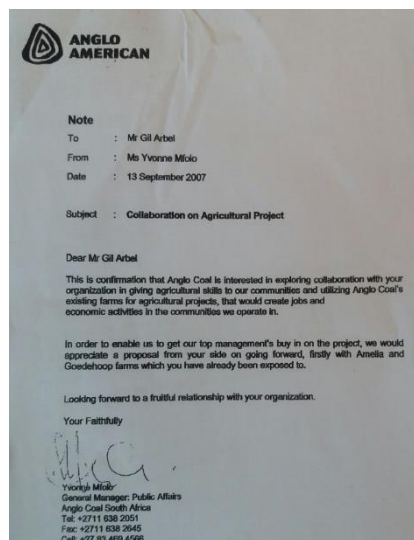 ANGLO
AMERICAN
Note
To : Mr Gil Arbel
From : Ms Yvonne Mfolo
Date : 13 September 2007
Subject : Collaboration on Agricultural Project
Dear Mr Gil Arbel
This is confirmation that Anglo Coal is interested in exploring collaboration with your
organization in giving agricultural skills to our communities and utilizing Anglo Coal's
existing farms for agricultural projects, that would create jobs and
economic activities in the communities we operate in.
In order to enable us to get our top management's buy in on the project, we would
appreciate a proposal from your side on going forward, firstly with Amelia and
Goedehoop farms which you have already been exposed to.
Looking forward to a fruitful relationship with your organization.
Your Faithfully
Yvonne Mfolo
General Manager: Public Affairs
Anglo Coal South Africa
Tel: +2711 638 2051
Fax: +2711 638 2645
Cell: +27 83 469 4568